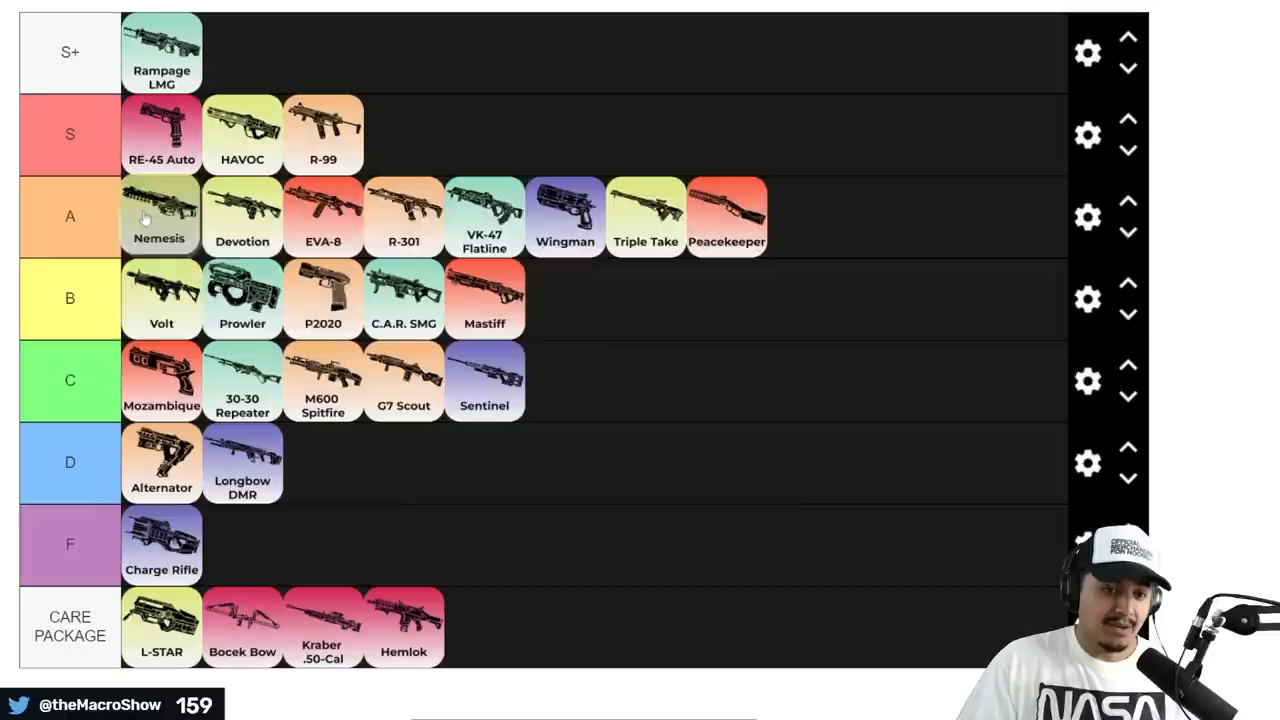 S+
Rampage
LMG
S
RE-45 Auto
HAVOC
R-99
A
Nemesis
Devotion
EVA-8
R-301
VK-47
Flatline
Wingman
Triple Take
Peacekeeper
B
Volt
Prowler
P2020
C.A.R. SMG
Mastiff
C
Mozambique
30-30
Repeater
M600
Spitfire
G7 Scout
Sentinel
D
Alternator
Longbow
DMR
F
Charge Rifle
CARE
PACKAGE
L-STAR
Bocek Bow
Kraber
.50-Cal
Hemlok
OFFICIAL
NASA
@theMacroShow 159